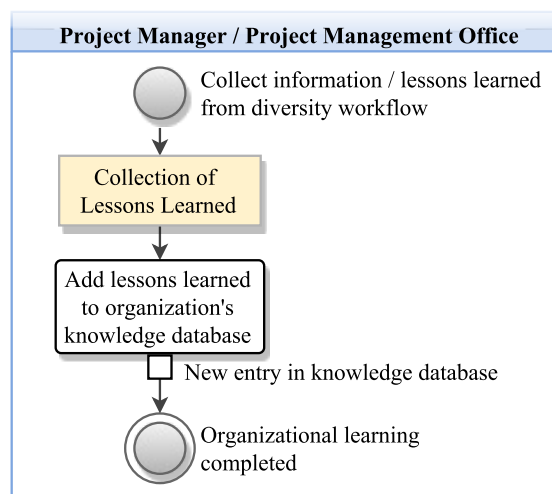 Project Manager / Project Management Office
Collect information / lessons learned
from diversity workflow
Collection of
Lessons Learned
Add lessons learned
to organization's
knowledge database
New entry in knowledge database
Organizational learning
completed